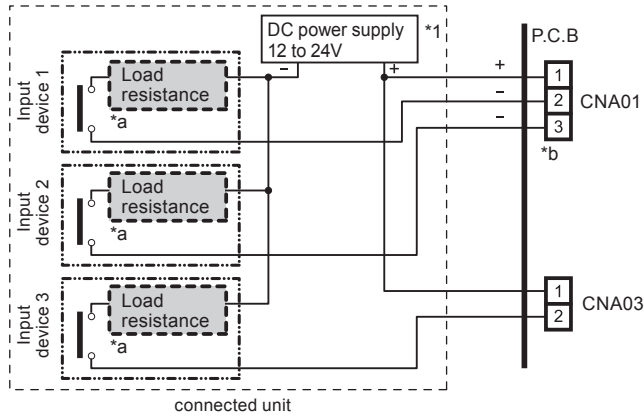 DC power supply
12 to 24V
*1
P.C.B
–
+
+
1
–
2
CNA01
–
3
*b
Input
device 1
Load
resistance
*a
Input
device 2
Load
resistance
*a
Input
device 3
Load
resistance
*a
1
2
CNA03
connected unit